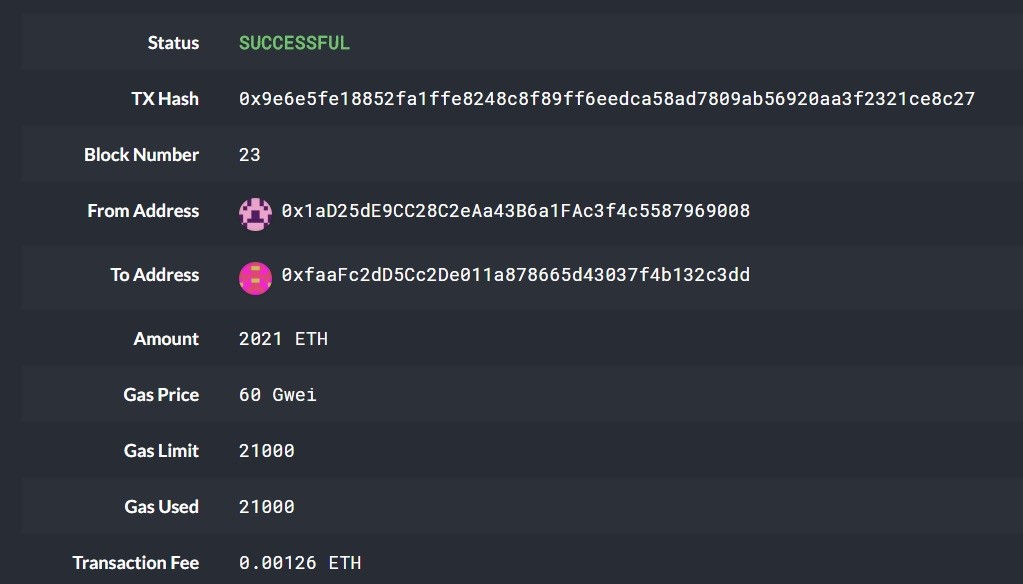 Status SUCCESSFUL
TX Hash 0x9e6e5fe18852fa1ffe8248c8f89ff6eedca58ad7809ab56920aa3f2321ce8c27
Block Number 23
From Address 0x1aD25dE9CC28C2eAa43B6a1FAc3f4c5587969008
To Address 0xfaaFc2dD5Cc2De011a878665d43037f4b132c3dd
Amount 2021 ETH
Gas Price 60 Gwei
Gas Limit 21000
Gas Used 21000
Transaction Fee 0.00126 ETH